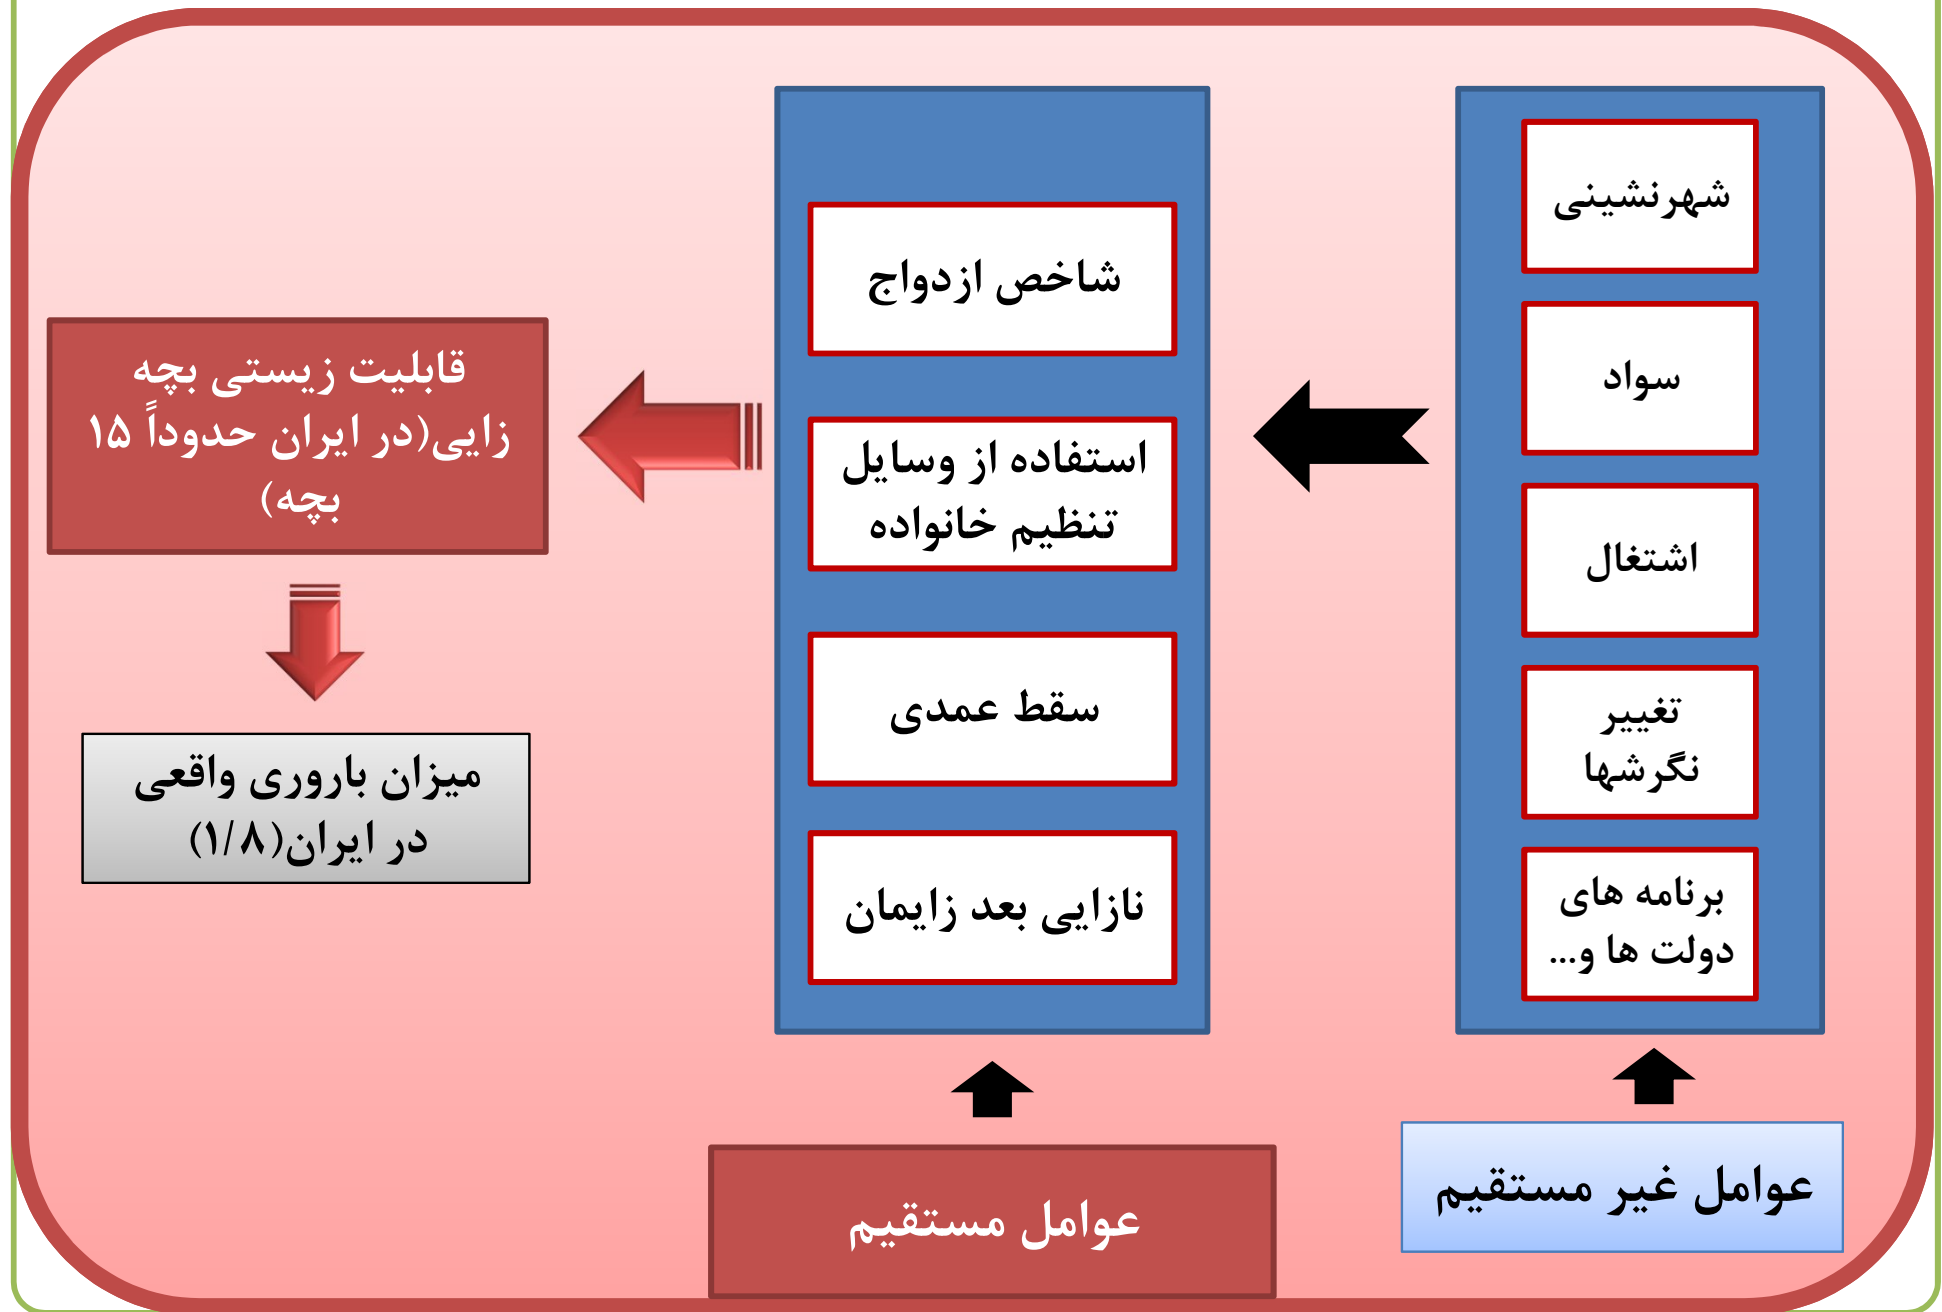 شهرنشینی
سواد
اشتغال
تغییر
نگرشها
برنامه های
دولت ها و...
عوامل غیر مستقیم
شاخص ازدواج
استفاده از وسایل
تنظیم خانواده
سقط عمدی
نازایی بعد زایمان
عوامل مستقیم
قابلیت زیستی بچه
زایی(در ایران حدوداً ۱۵
بچه)
میزان باروری واقعی
در ایران(۱/۸)